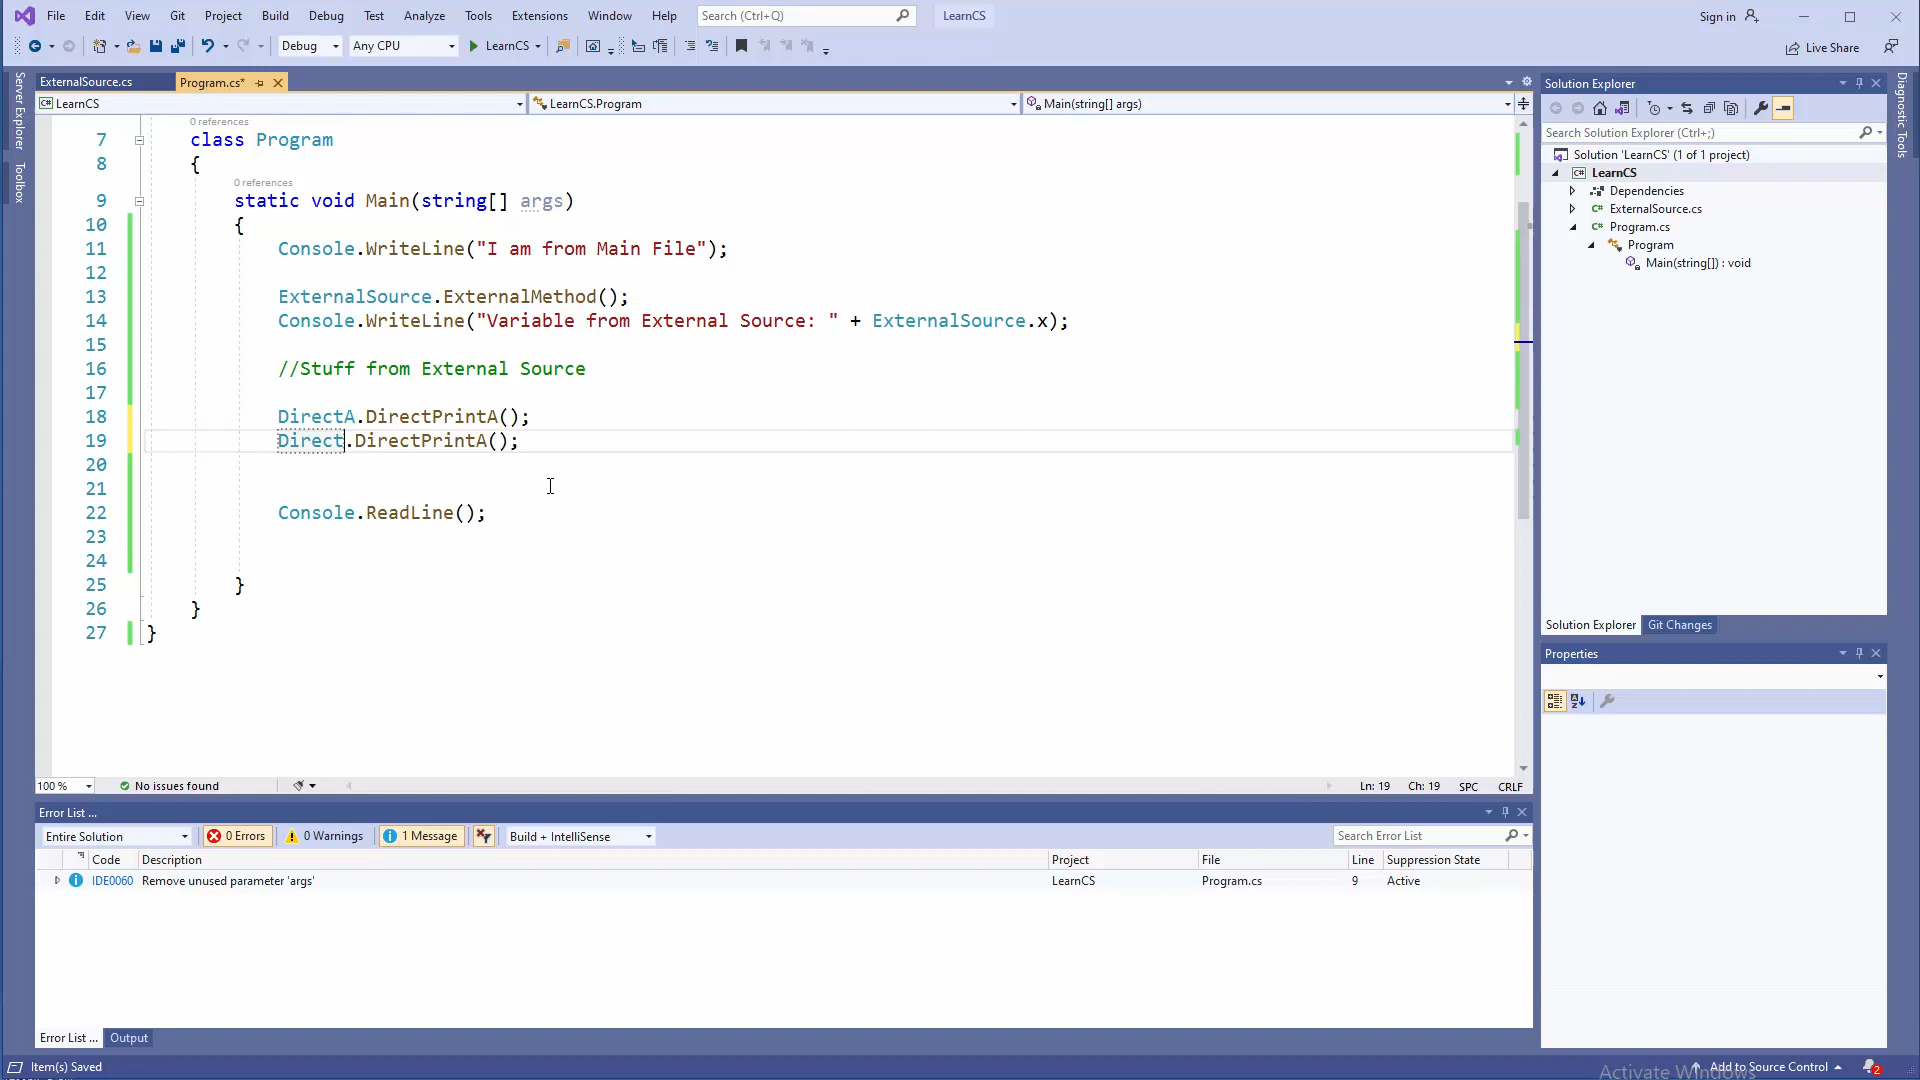 File Edit View Git Project Build Debug Test Analyze Tools Extensions Window Help Search (Ctrl+Q) LearnCS Sign in
Debug Any CPU LearnCS Live Share
Server Explorer
Toolbox
ExternalSource.cs Program.cs*
LearnCS LearnCS.Program Main(string[] args)
0 references
7 class Program
8 {
0 references
9 static void Main(string[] args)
10 {
11 Console.WriteLine("I am from Main File");
12
13 ExternalSource.ExternalMethod();
14 Console.WriteLine("Variable from External Source: " + ExternalSource.x);
15
16 //Stuff from External Source
17
18 DirectA.DirectPrintA();
19 Direct.DirectPrintA();
20
21
22 Console.ReadLine();
23
24
25 }
26 }
27 }
100 % No issues found Ln: 19 Ch: 19 SPC CRLF
Solution Explorer
Search Solution Explorer (Ctrl+;)
Solution 'LearnCS' (1 of 1 project)
LearnCS
Dependencies
ExternalSource.cs
Program.cs
Program
Main(string[]) : void
Solution Explorer Git Changes
Properties
Diagnostic Tools
Error List ...
Entire Solution 0 Errors 0 Warnings 1 Message Build + IntelliSense Search Error List
Code Description Project File Line Suppression State
IDE0060 Remove unused parameter 'args' LearnCS Program.cs 9 Active
Error List ... Output
Item(s) Saved Activate Windows Add to Source Control 2